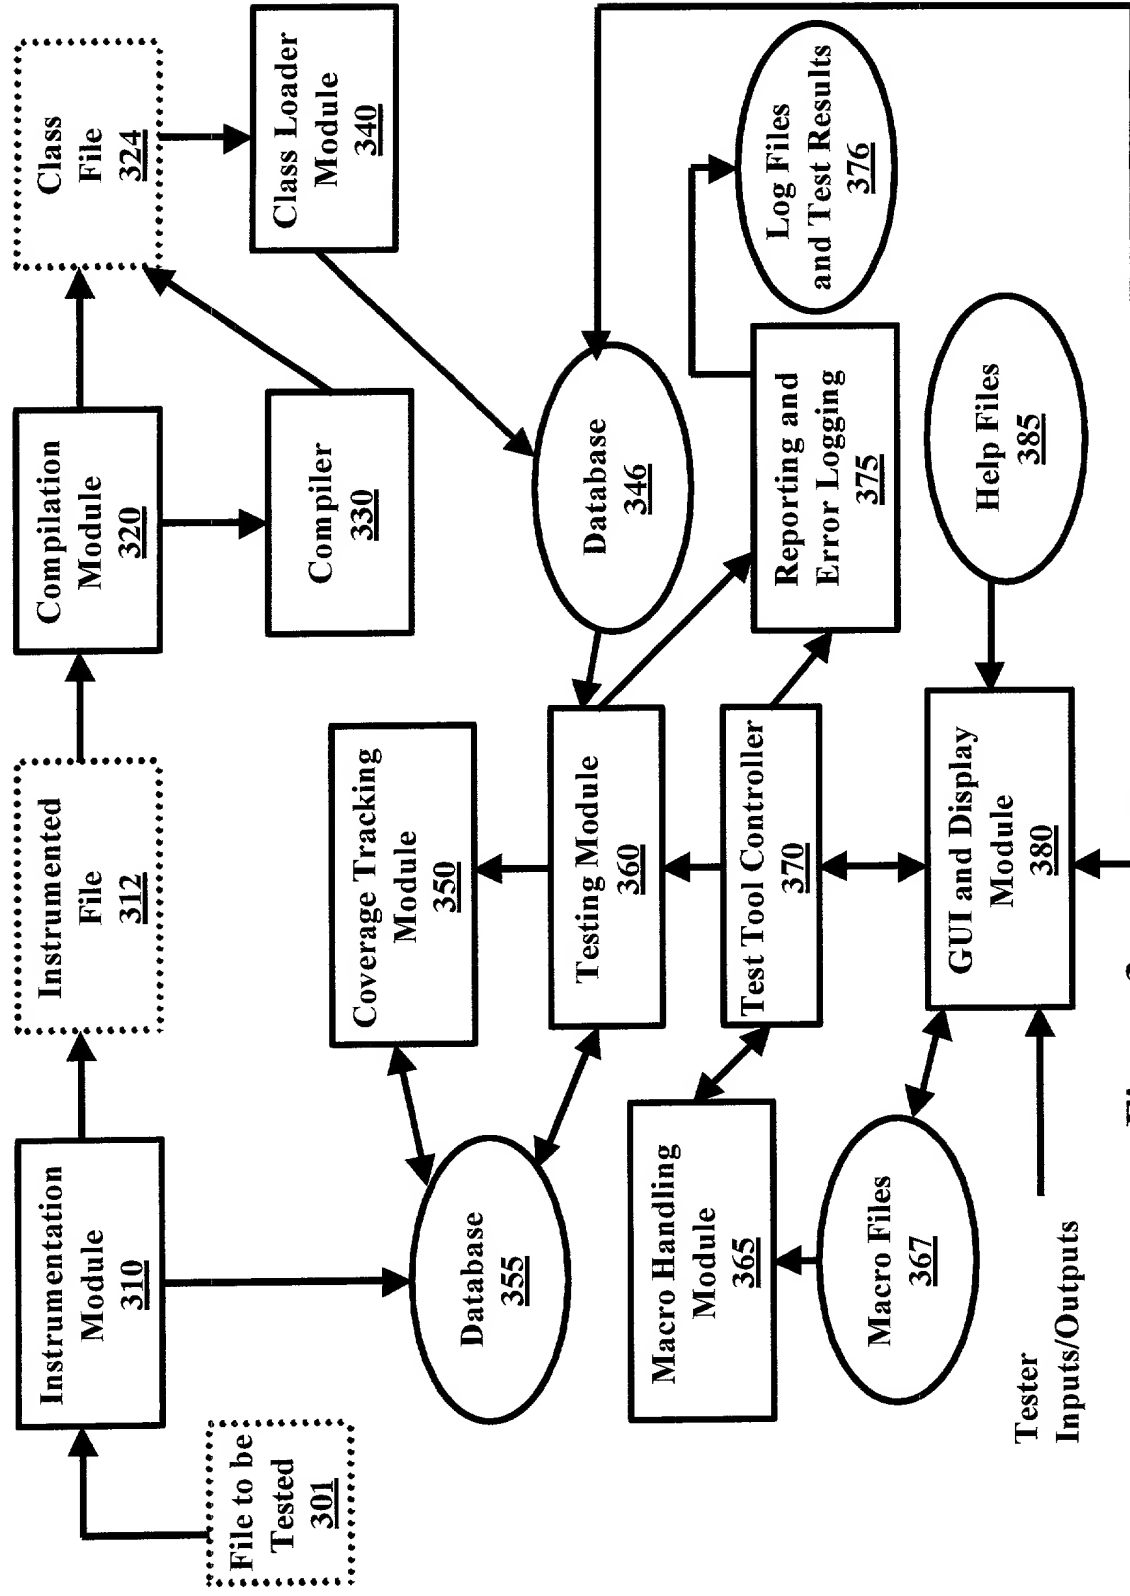 File to be
Tested
301
Instrumentation
Module
310
Instrumented
File
312
Compilation
Module
320
Class
File
324
Compiler
330
Class Loader
Module
340
Database
355
Coverage Tracking
Module
350
Database
346
Testing Module
360
Macro Handling
Module
365
Test Tool Controller
370
Reporting and
Error Logging
375
Log Files
and Test Results
376
Macro Files
367
GUI and Display
Module
380
Help Files
385
Tester
Inputs/Outputs